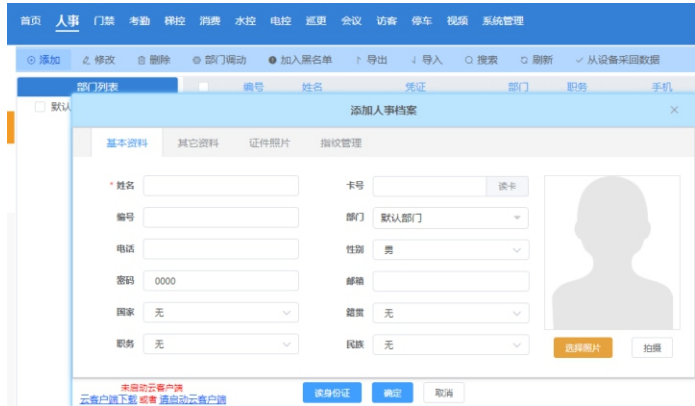 首页 人事 门禁 考勤 梯控 消费 水控 电控 巡更 会议 访客 停车 视频 系统管理
添加 修改 删除 部门调动 加入黑名单 导出 导入 搜索 刷新 从设备采回数据
部门列表 编号 姓名 凭证 部门 职务 手机
默认
添加人事档案
基本资料 其它资料 证件照片 指纹管理
* 姓名 卡号 读卡
编号 部门 默认部门
电话 性别 男
密码 0000 邮箱
国家 无 籍贯 无
职务 无 民族 无
选择照片 拍摄
未启动云客户端
云客户端下载 或者 请启动云客户端
读身份证 确定 取消